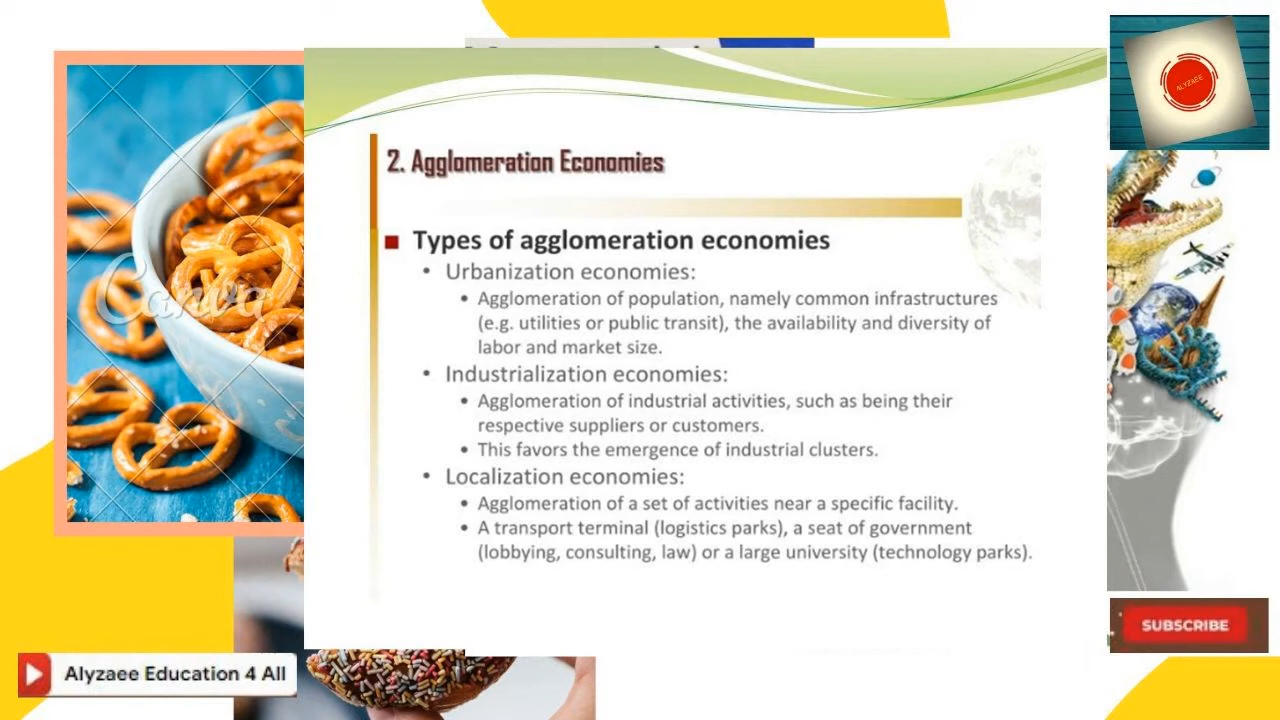 ALYZAEE
2. Agglomeration Economies
Types of agglomeration economies
• Urbanization economies:
• Agglomeration of population, namely common infrastructures
(e.g. utilities or public transit), the availability and diversity of
labor and market size.
• Industrialization economies:
• Agglomeration of industrial activities, such as being their
respective suppliers or customers.
• This favors the emergence of industrial clusters.
• Localization economies:
• Agglomeration of a set of activities near a specific facility.
• A transport terminal (logistics parks), a seat of government
(lobbying, consulting, law) or a large university (technology parks).
Canva
SUBSCRIBE
Alyzaee Education 4 All